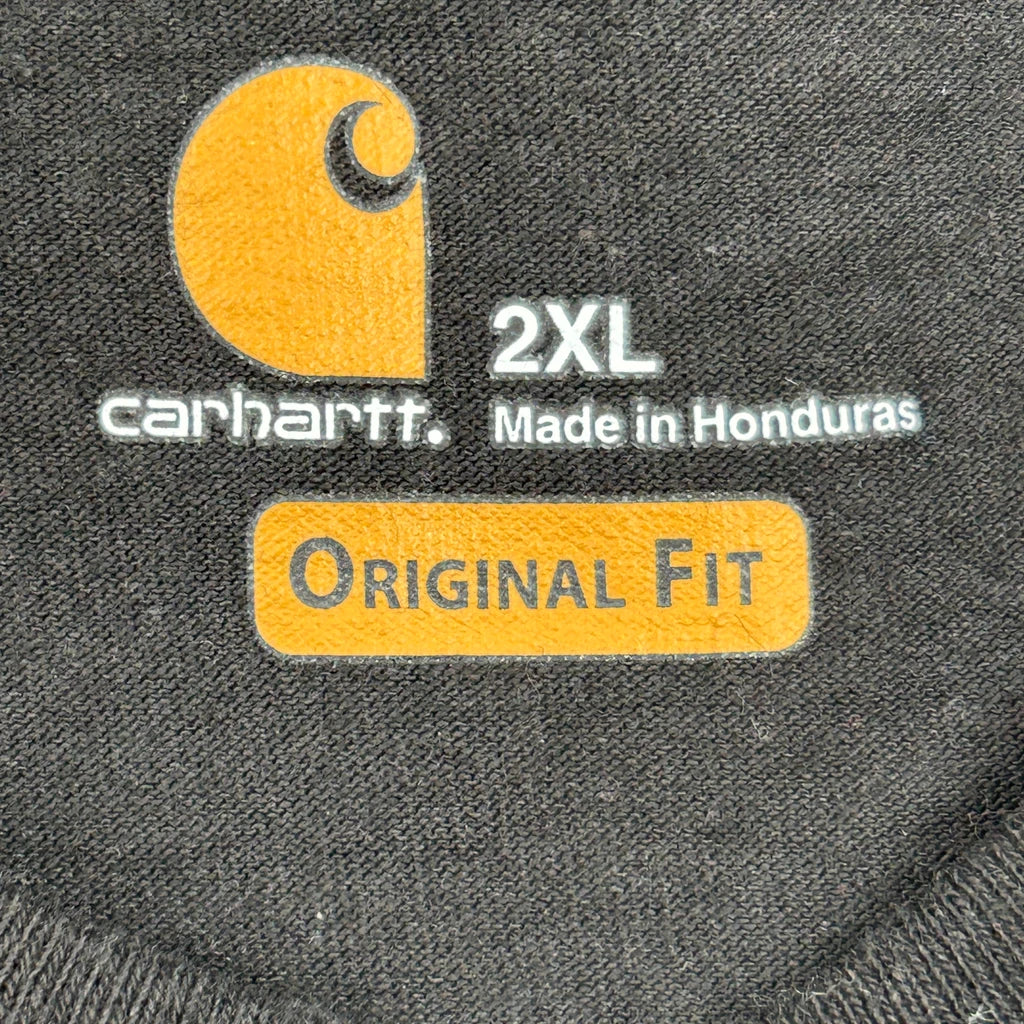 2XL
carhartt.
Made in Honduras
ORIGINAL FIT